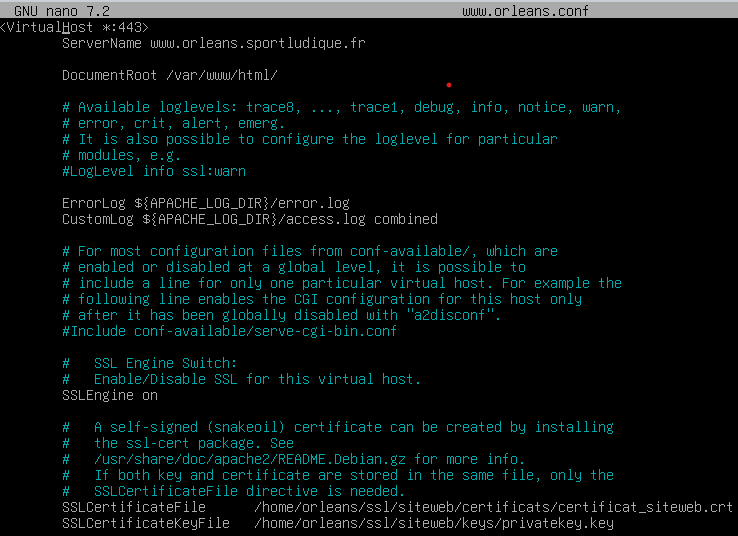 GNU nano 7.2 www.orleans.conf
<VirtualHost *:443>
ServerName www.orleans.sportludique.fr
DocumentRoot /var/www/html/
# Available loglevels: trace8, ..., trace1, debug, info, notice, warn,
# error, crit, alert, emerg.
# It is also possible to configure the loglevel for particular
# modules, e.g.
#LogLevel info ssl:warn
ErrorLog ${APACHE_LOG_DIR}/error.log
CustomLog ${APACHE_LOG_DIR}/access.log combined
# For most configuration files from conf-available/, which are
# enabled or disabled at a global level, it is possible to
# include a line for only one particular virtual host. For example the
# following line enables the CGI configuration for this host only
# after it has been globally disabled with "a2disconf".
#Include conf-available/serve-cgi-bin.conf
#   SSL Engine Switch:
#   Enable/Disable SSL for this virtual host.
SSLEngine on
#   A self-signed (snakeoil) certificate can be created by installing
#   the ssl-cert package. See
#   /usr/share/doc/apache2/README.Debian.gz for more info.
#   If both key and certificate are stored in the same file, only the
#   SSLCertificateFile directive is needed.
SSLCertificateFile      /home/orleans/ssl/siteweb/certificats/certificat_siteweb.crt
SSLCertificateKeyFile   /home/orleans/ssl/siteweb/keys/privatekey.key